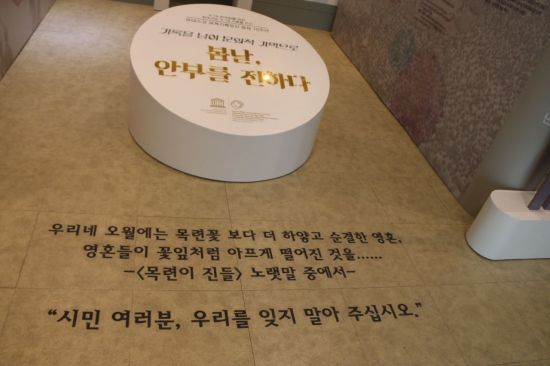 기록을 넘어 문화적 기억으로
봄날,
안부를 전하다
우리네 오월에는 목련꽃 보다 더 하얗고 순결한 영혼,
영혼들이 꽃잎처럼 아프게 떨어진 것을......
-<목련이 진들> 노랫말 중에서-
“시민 여러분, 우리를 잊지 말아 주십시오.”